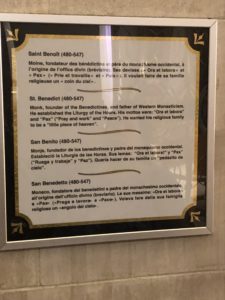 Saint Benoît (480-547)
Moine, fondateur des bénédictins et père du monachisme occidental, à
l'origine de l'office divin (bréviaire). Ses devises : « Ora et labora » et
« Pax » (« Prie et travaille » et « Paix »). Il voulait faire de sa famille
religieuse un « coin du ciel ».
St. Benedict (480-547)
Monk, founder of the Benedictines, and father of Western Monasticism.
He established the Liturgy of the Hours. His mottos were: "Ora et labora"
and "Pax" ("Pray and work" and "Peace"). He wanted his religious family
to be a "little piece of heaven".
San Benito (480-547)
Monje, fundador de los benedictinos y padre del monaquismo occidental.
Estableció la Liturgia de las Horas. Sus lemas: "Ora et labora" y "Pax"
("Ruega y trabaja" y "Paz"). Quería hacer de su familia un "pedacito de
cielo".
San Benedetto (480-547)
Monaco, fondatore dei benedettini e padre del monachesimo occidentale,
all'origine dell'office divino (breviario). Le sue massime: «Ora et labora»
e «Pax» («Prega e lavora» e «Pace»). Voleva fare della sua famiglia
religiosa un «angolo del cielo».